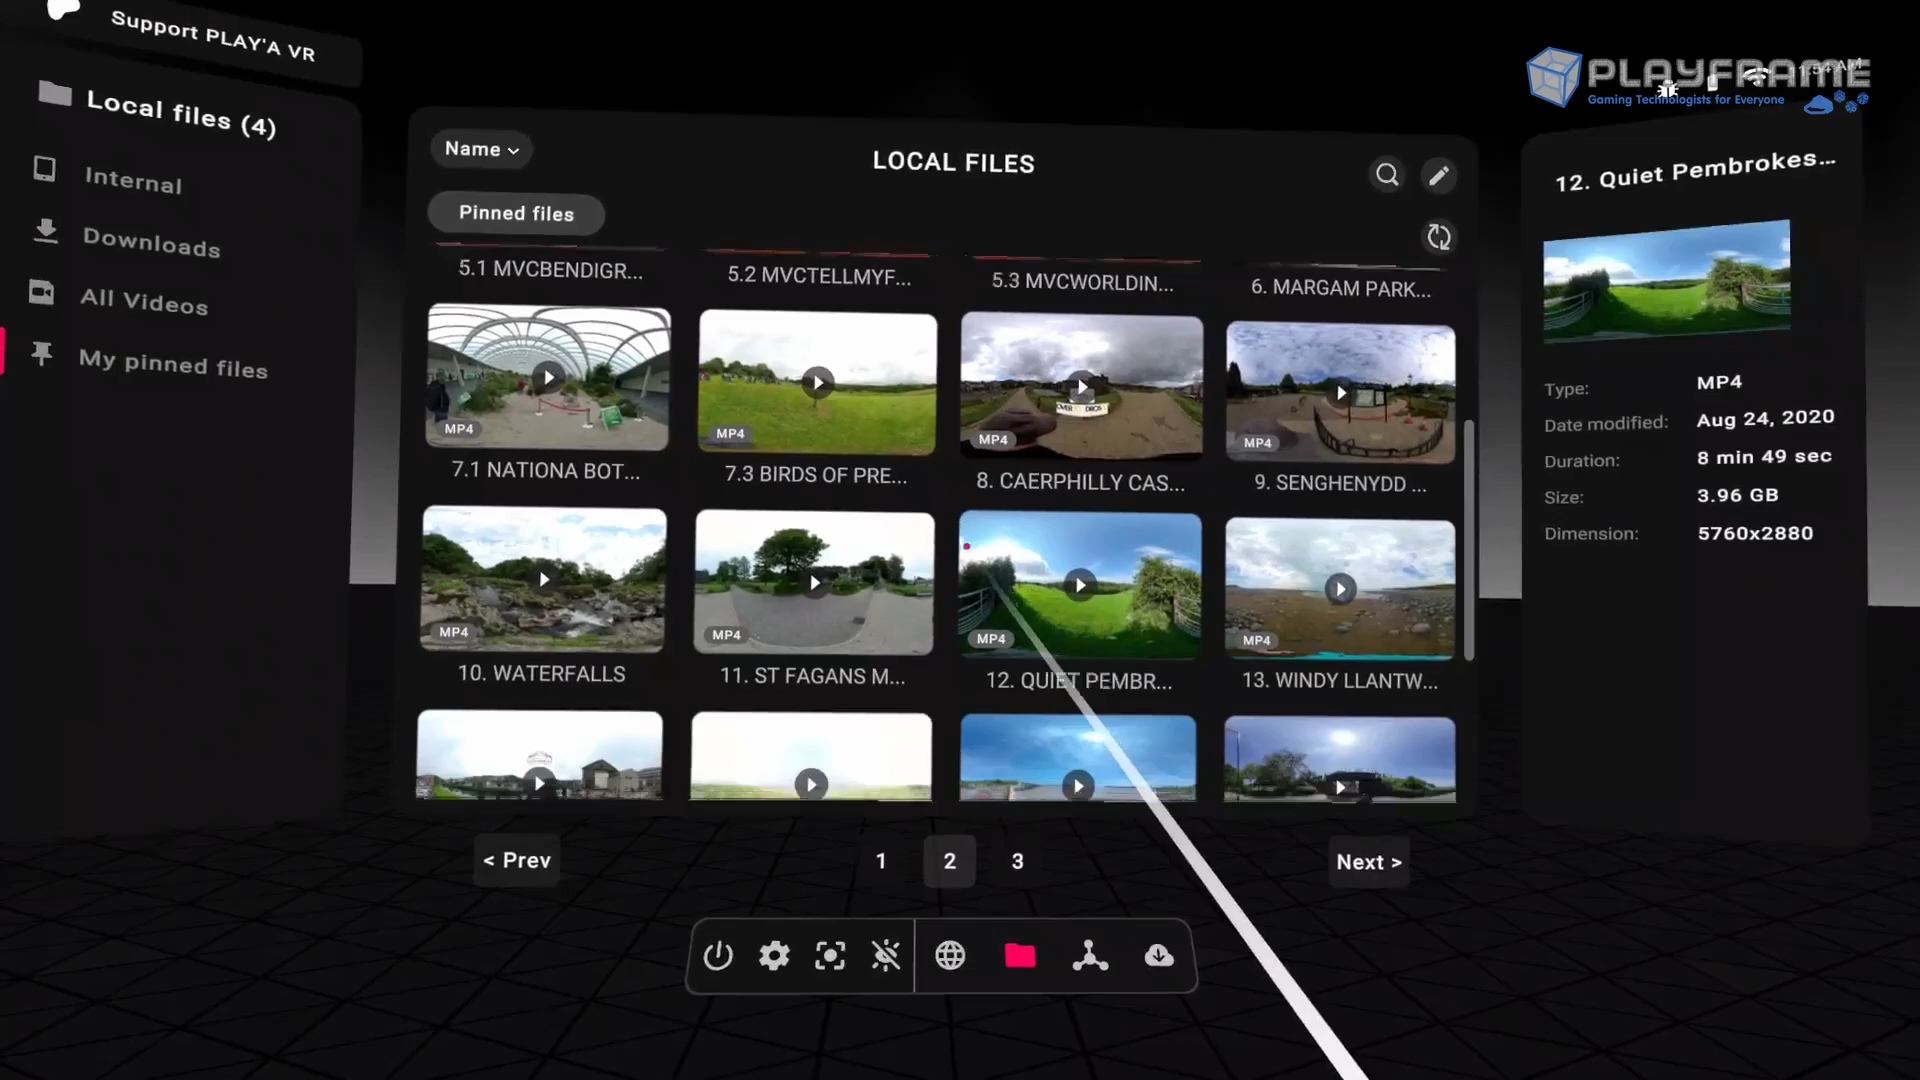 Support PLAY'A VR
Local files (4)
Internal
Downloads
All Videos
My pinned files
Name
LOCAL FILES
Pinned files
5.1 MVCBENDIGR...
5.2 MVCTELLMYF...
5.3 MVCWORLDIN...
6. MARGAM PARK...
MP4
MP4
MP4
MP4
7.1 NATIONA BOT...
7.3 BIRDS OF PRE...
8. CAERPHILLY CAS...
9. SENGHENYDD ...
MP4
MP4
MP4
MP4
10. WATERFALLS
11. ST FAGANS M...
12. QUIET PEMBR...
13. WINDY LLANTW...
< Prev
1
2
3
Next >
PLAYFRAME
11:54 AM
Gaming Technologists for Everyone
12. Quiet Pembrokes...
Type: MP4
Date modified: Aug 24, 2020
Duration: 8 min 49 sec
Size: 3.96 GB
Dimension: 5760x2880